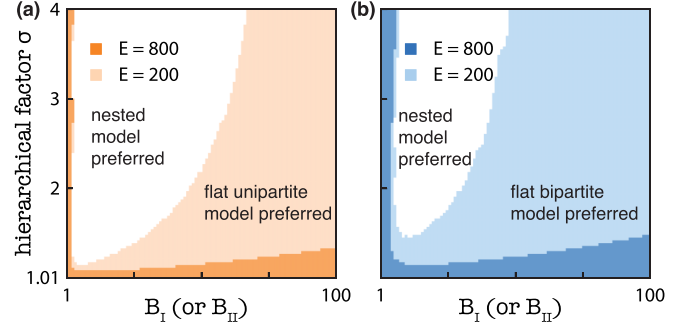 (a)
(b)
hierarchical factor σ
4
3
2
1.01
E = 800
E = 200
nested
model
preferred
flat unipartite
model preferred
1
100
B_I (or B_II)
E = 800
E = 200
nested
model
preferred
flat bipartite
model preferred
1
100
B_I (or B_II)